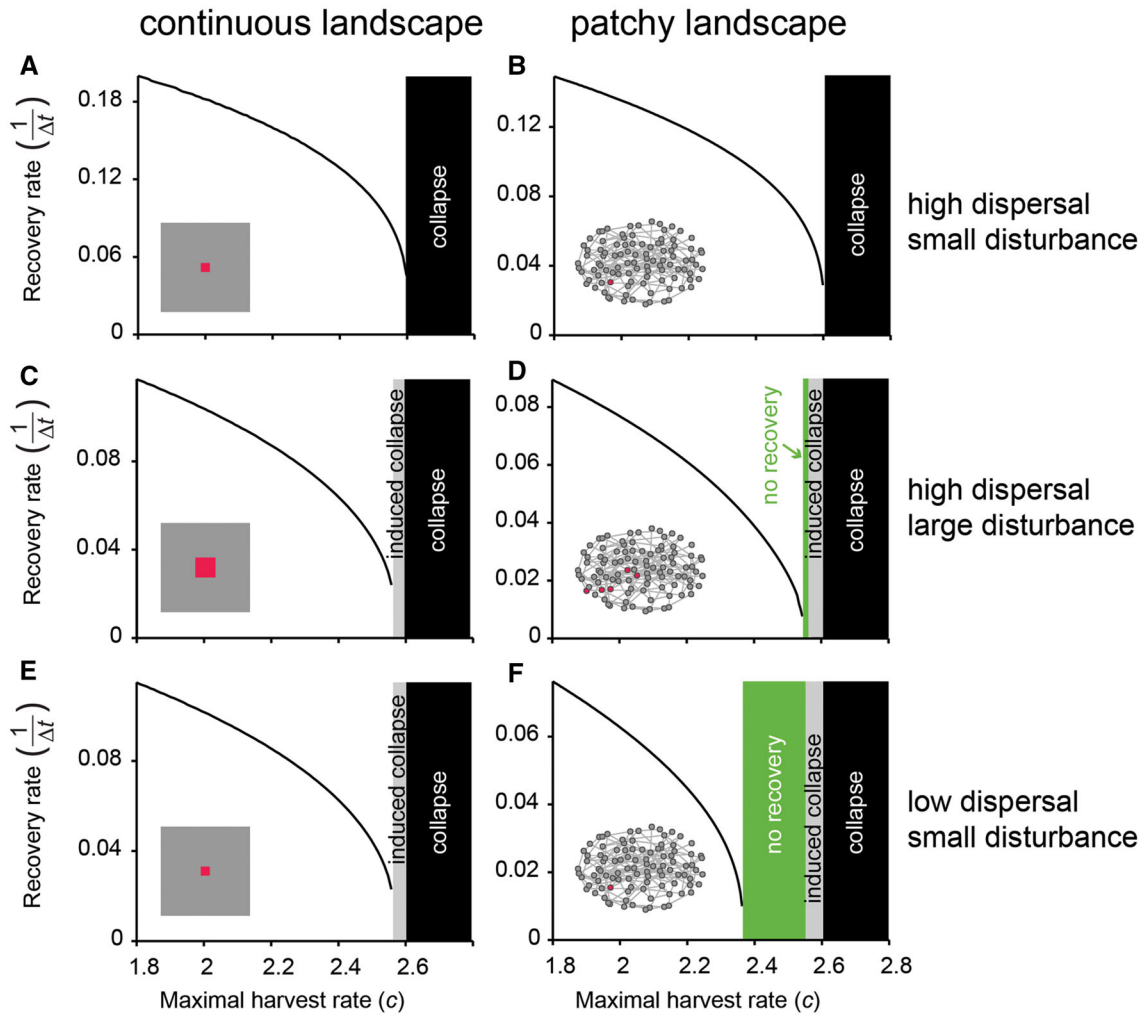 continuous landscape
patchy landscape
A
Recovery rate (1/Δt)
0.18
0.12
0.06
0
collapse
B
0.12
0.08
0.04
0
collapse
high dispersal
small disturbance
C
Recovery rate (1/Δt)
0.08
0.04
0
induced collapse
collapse
D
0.08
0.06
0.04
0.02
0
no recovery
induced collapse
collapse
high dispersal
large disturbance
E
Recovery rate (1/Δt)
0.08
0.04
0
induced collapse
collapse
1.8
2
2.2
2.4
2.6
Maximal harvest rate (c)
F
0.06
0.04
0.02
0
no recovery
induced collapse
collapse
1.8
2
2.2
2.4
2.6
2.8
Maximal harvest rate (c)
low dispersal
small disturbance